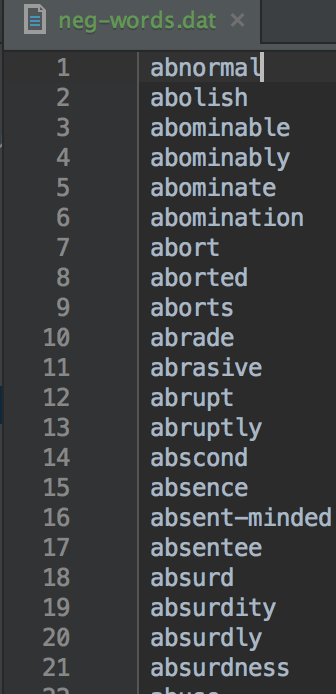 neg-words.dat ×
1 abnormal
2 abolish
3 abominable
4 abominably
5 abominate
6 abomination
7 abort
8 aborted
9 aborts
10 abrade
11 abrasive
12 abrupt
13 abruptly
14 abscond
15 absence
16 absent-minded
17 absentee
18 absurd
19 absurdity
20 absurdly
21 absurdness